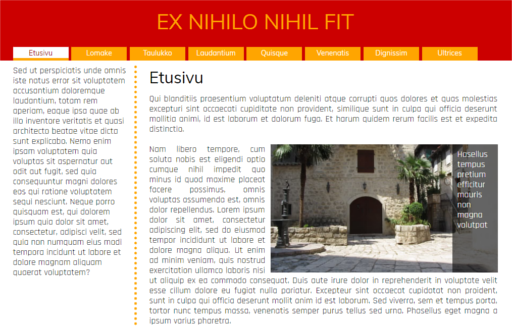 EX NIHILO NIHIL FIT
Etusivu Lomake Taulukko Laudantium Quisque Venenatis Dignissim Ultrices
Sed ut perspiciatis unde omnis
iste natus error sit voluptatem
accusantium doloremque
laudantium, totam rem
aperiam, eaque ipsa quae ab
illo inventore veritatis et quasi
architecto beatae vitae dicta
sunt explicabo. Nemo enim
ipsam voluptatem quia
voluptas sit aspernatur aut
odit aut fugit, sed quia
consequuntur magni dolores
eos qui ratione voluptatem
sequi nesciunt. Neque porro
quisquam est, qui dolorem
ipsum quia dolor sit amet,
consectetur, adipisci velit, sed
quia non numquam eius modi
tempora incidunt ut labore et
dolore magnam aliquam
quaerat voluptatem?
Etusivu
Qui blanditiis praesentium voluptatum deleniti atque corrupti quos dolores et quas molestias
excepturi sint occaecati cupiditate non provident, similique sunt in culpa qui officia deserunt
mollitia animi, id est laborum et dolorum fuga. Et harum quidem rerum facilis est et expedita
distinctio.
Nam libero tempore, cum
soluta nobis est eligendi optio
cumque nihil impedit quo
minus id quod maxime placeat
facere possimus, omnis
voluptas assumenda est, omnis
dolor repellendus. Lorem ipsum
dolor sit amet, consectetur
adipiscing elit, sed do eiusmod
tempor incididunt ut labore et
dolore magna aliqua. Ut enim
ad minim veniam, quis nostrud
exercitation ullamco laboris nisi
ut aliquip ex ea commodo consequat. Duis aute irure dolor in reprehenderit in voluptate velit
esse cillum dolore eu fugiat nulla pariatur. Excepteur sint occaecat cupidatat non proident,
sunt in culpa qui officia deserunt mollit anim id est laborum. Sed viverra, sem et tempus porta,
tortor nunc tempus massa, venenatis semper purus tellus sed urna. Phasellus eget magna a
ipsum varius pharetra.
Phasellus
tempus
pretium
efficitur
mauris
non
magna
volutpat